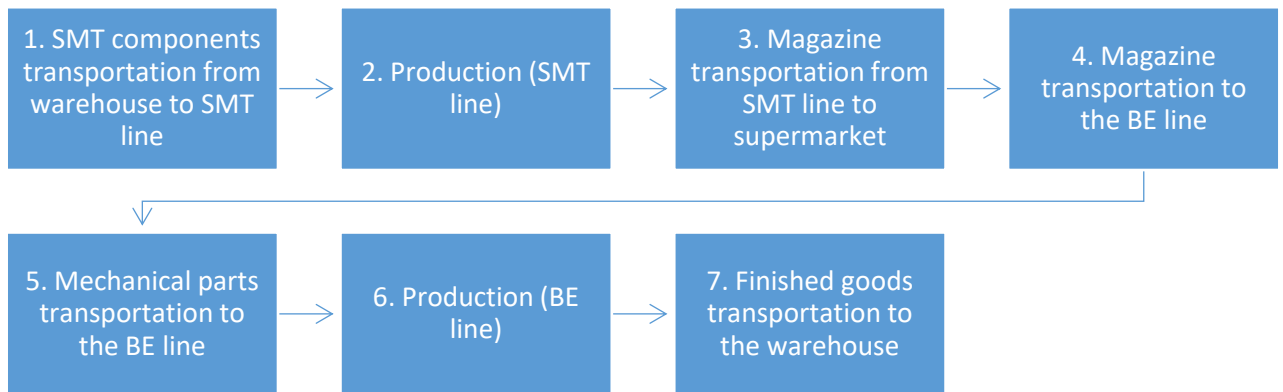 1. SMT components
transportation from
warehouse to SMT
line
2. Production (SMT
line)
3. Magazine
transportation from
SMT line to
supermarket
4. Magazine
transportation to
the BE line
5. Mechanical parts
transportation to
the BE line
6. Production (BE
line)
7. Finished goods
transportation to
the warehouse